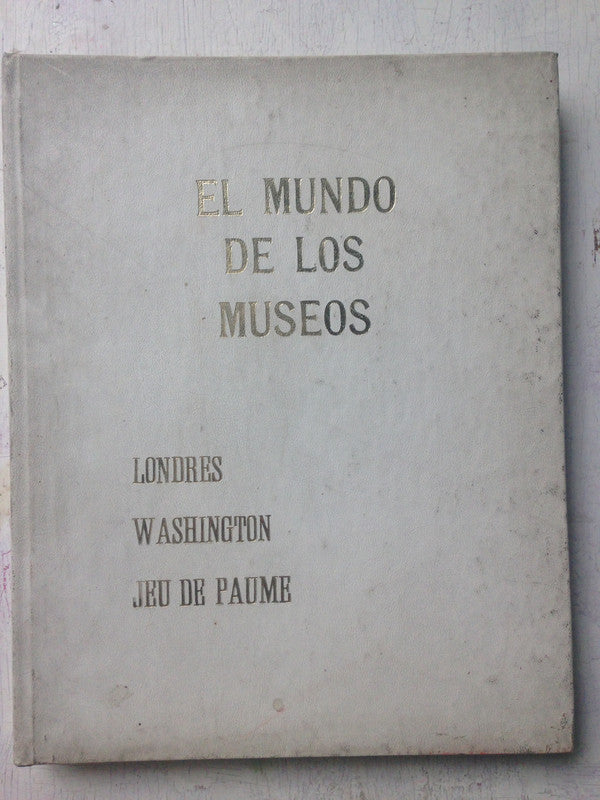 EL MUNDO
DE LOS
MUSEOS
LONDRES
WASHINGTON
JEU DE PAUME